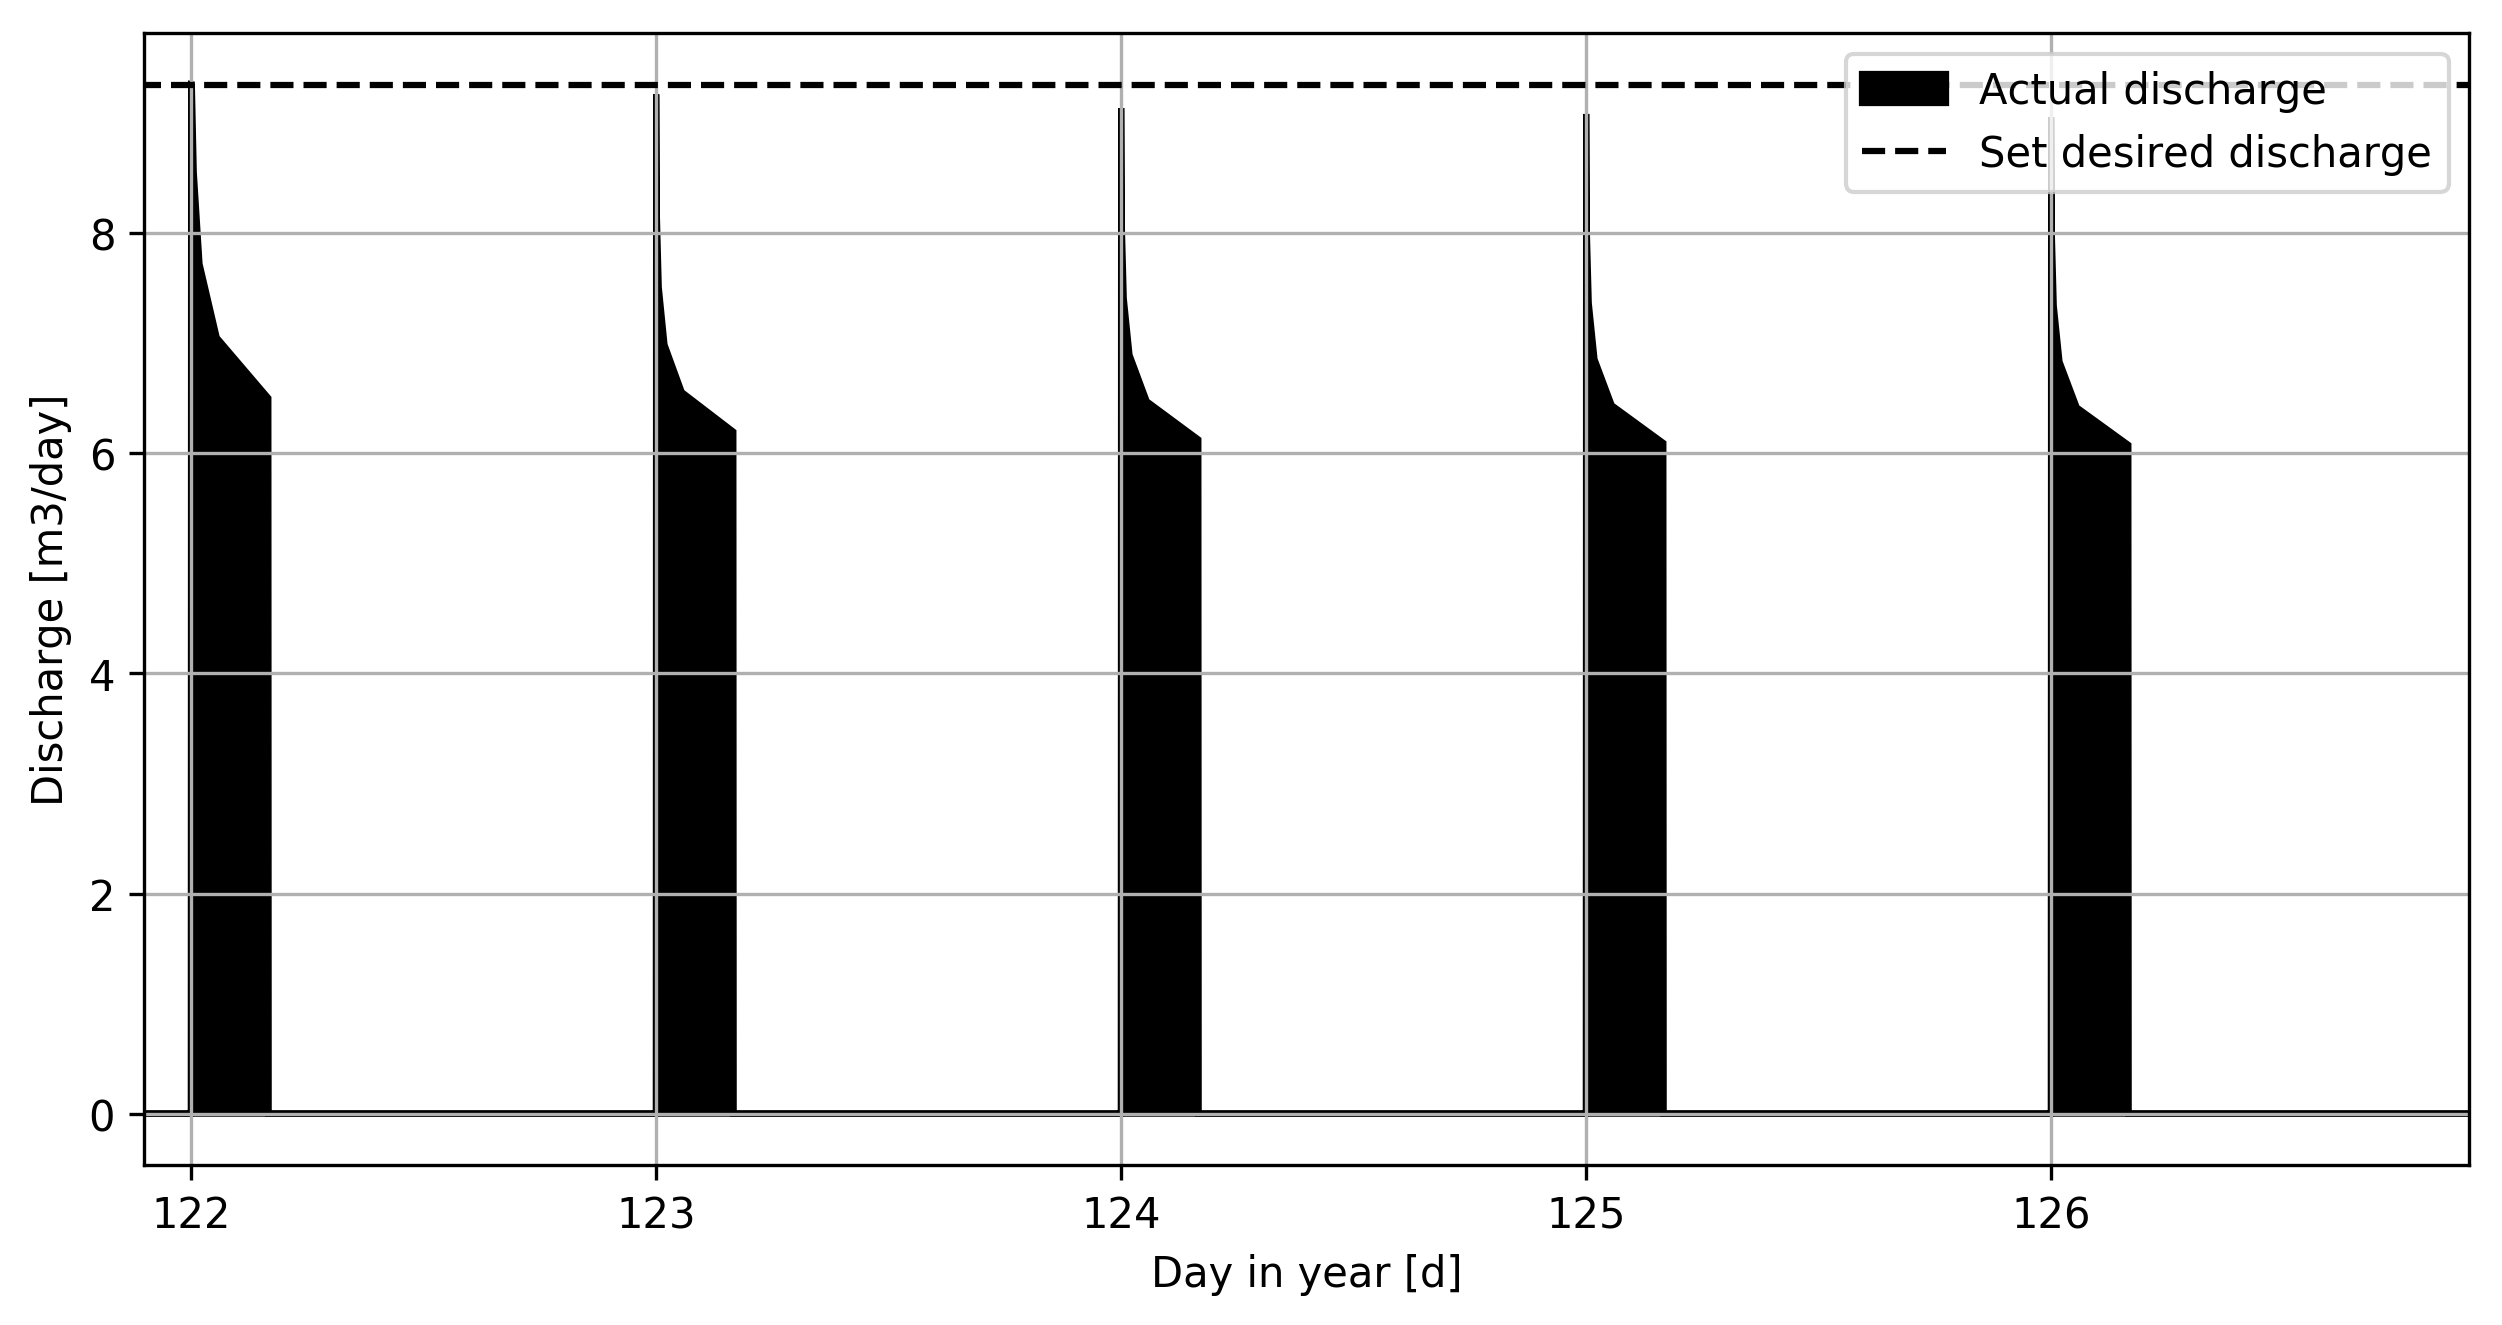 Actual discharge
Set desired discharge
8
6
4
2
0
Discharge [m3/day]
122 123 124 125 126
Day in year [d]